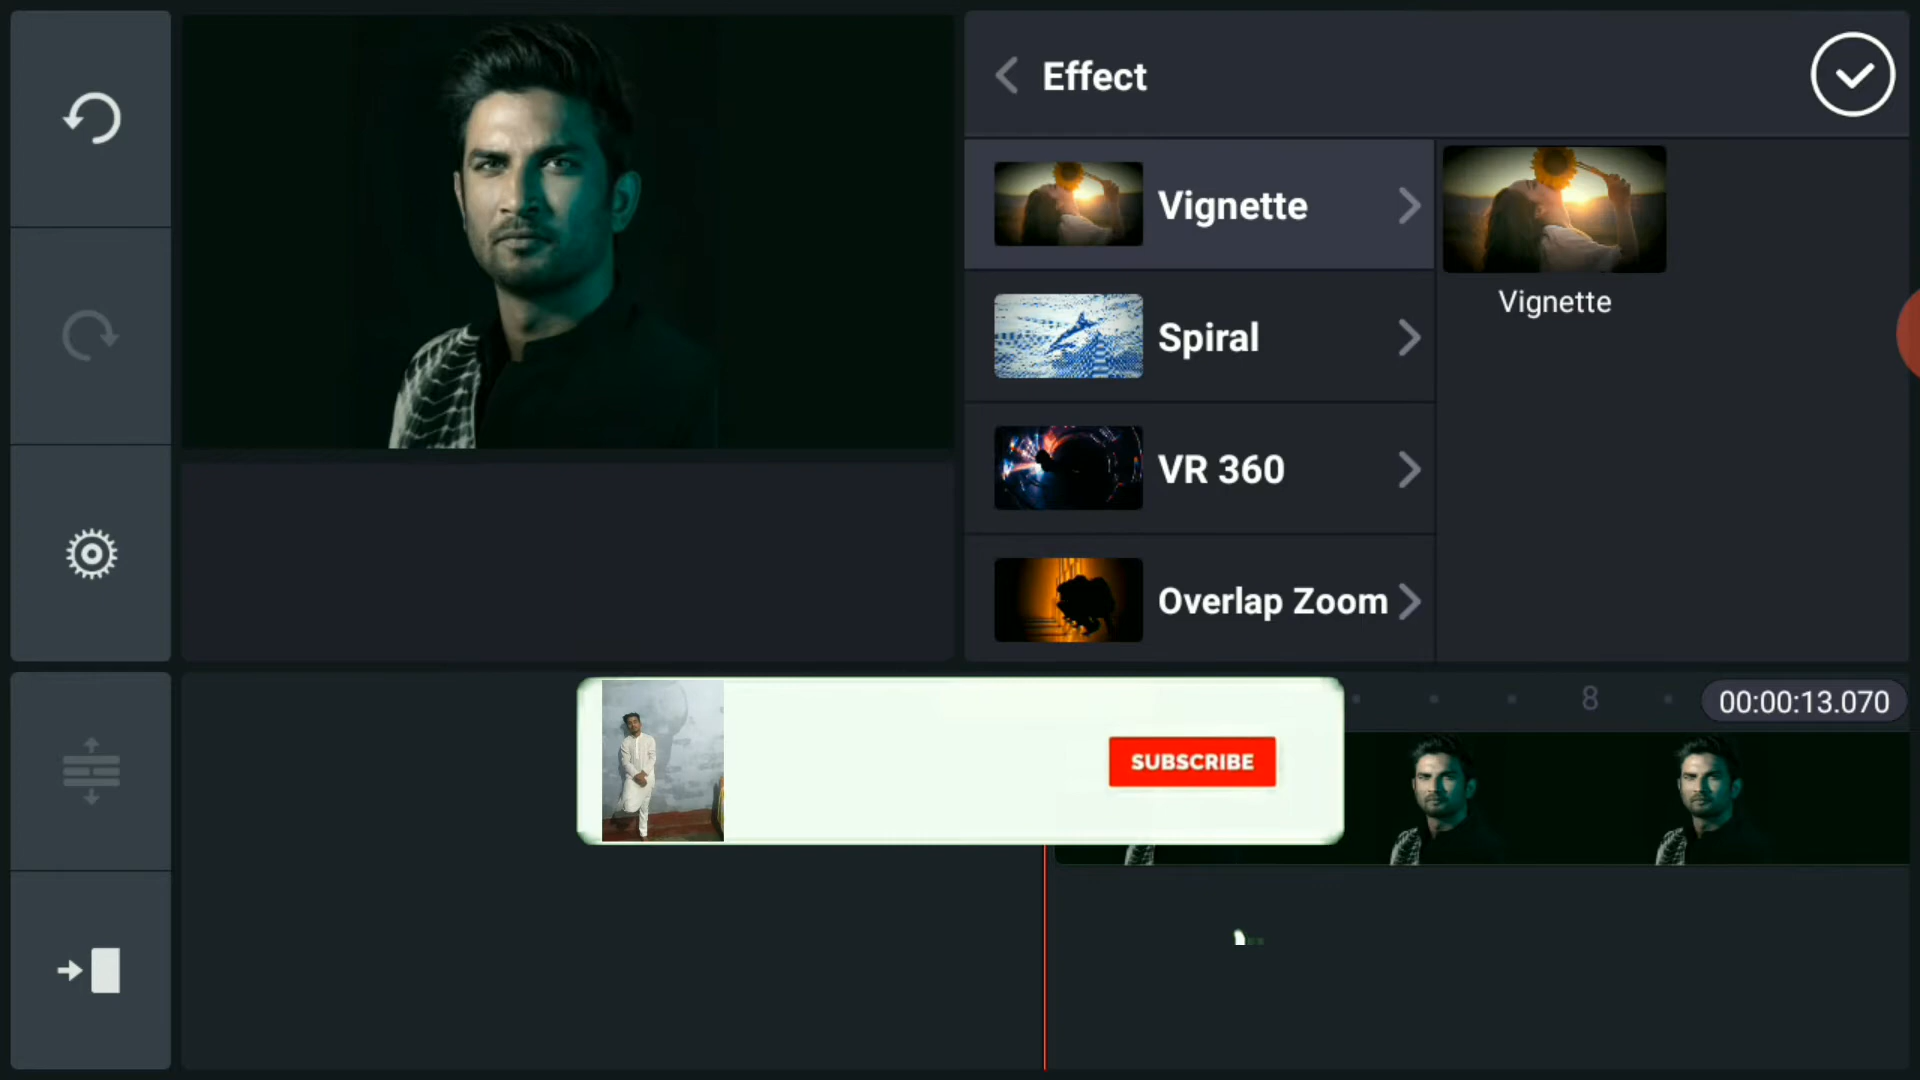 Effect
Vignette
Vignette
Spiral
VR 360
Overlap Zoom
8
00:00:13.070
SUBSCRIBE